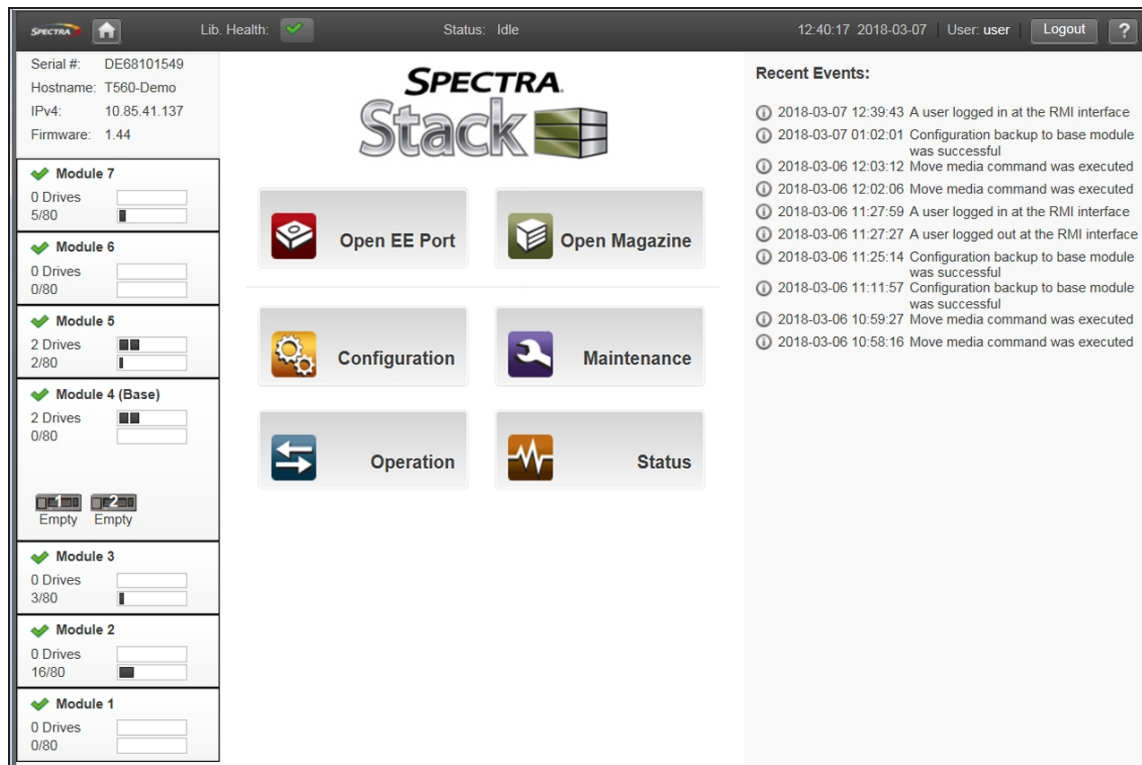 SPECTRA
Lib. Health:
Status: Idle
12:40:17 2018-03-07
User: user
Logout
?
Serial #: DE68101549
Hostname: T560-Demo
IPv4: 10.85.41.137
Firmware: 1.44
Module 7
0 Drives
5/80
Module 6
0 Drives
0/80
Module 5
2 Drives
2/80
Module 4 (Base)
2 Drives
0/80
1 2
Empty Empty
Module 3
0 Drives
3/80
Module 2
0 Drives
16/80
Module 1
0 Drives
0/80
SPECTRA
Stack
Open EE Port
Open Magazine
Configuration
Maintenance
Operation
Status
Recent Events:
2018-03-07 12:39:43 A user logged in at the RMI interface
2018-03-07 01:02:01 Configuration backup to base module
was successful
2018-03-06 12:03:12 Move media command was executed
2018-03-06 12:02:06 Move media command was executed
2018-03-06 11:27:59 A user logged in at the RMI interface
2018-03-06 11:27:27 A user logged out at the RMI interface
2018-03-06 11:25:14 Configuration backup to base module
was successful
2018-03-06 11:11:57 Configuration backup to base module
was successful
2018-03-06 10:59:27 Move media command was executed
2018-03-06 10:58:16 Move media command was executed